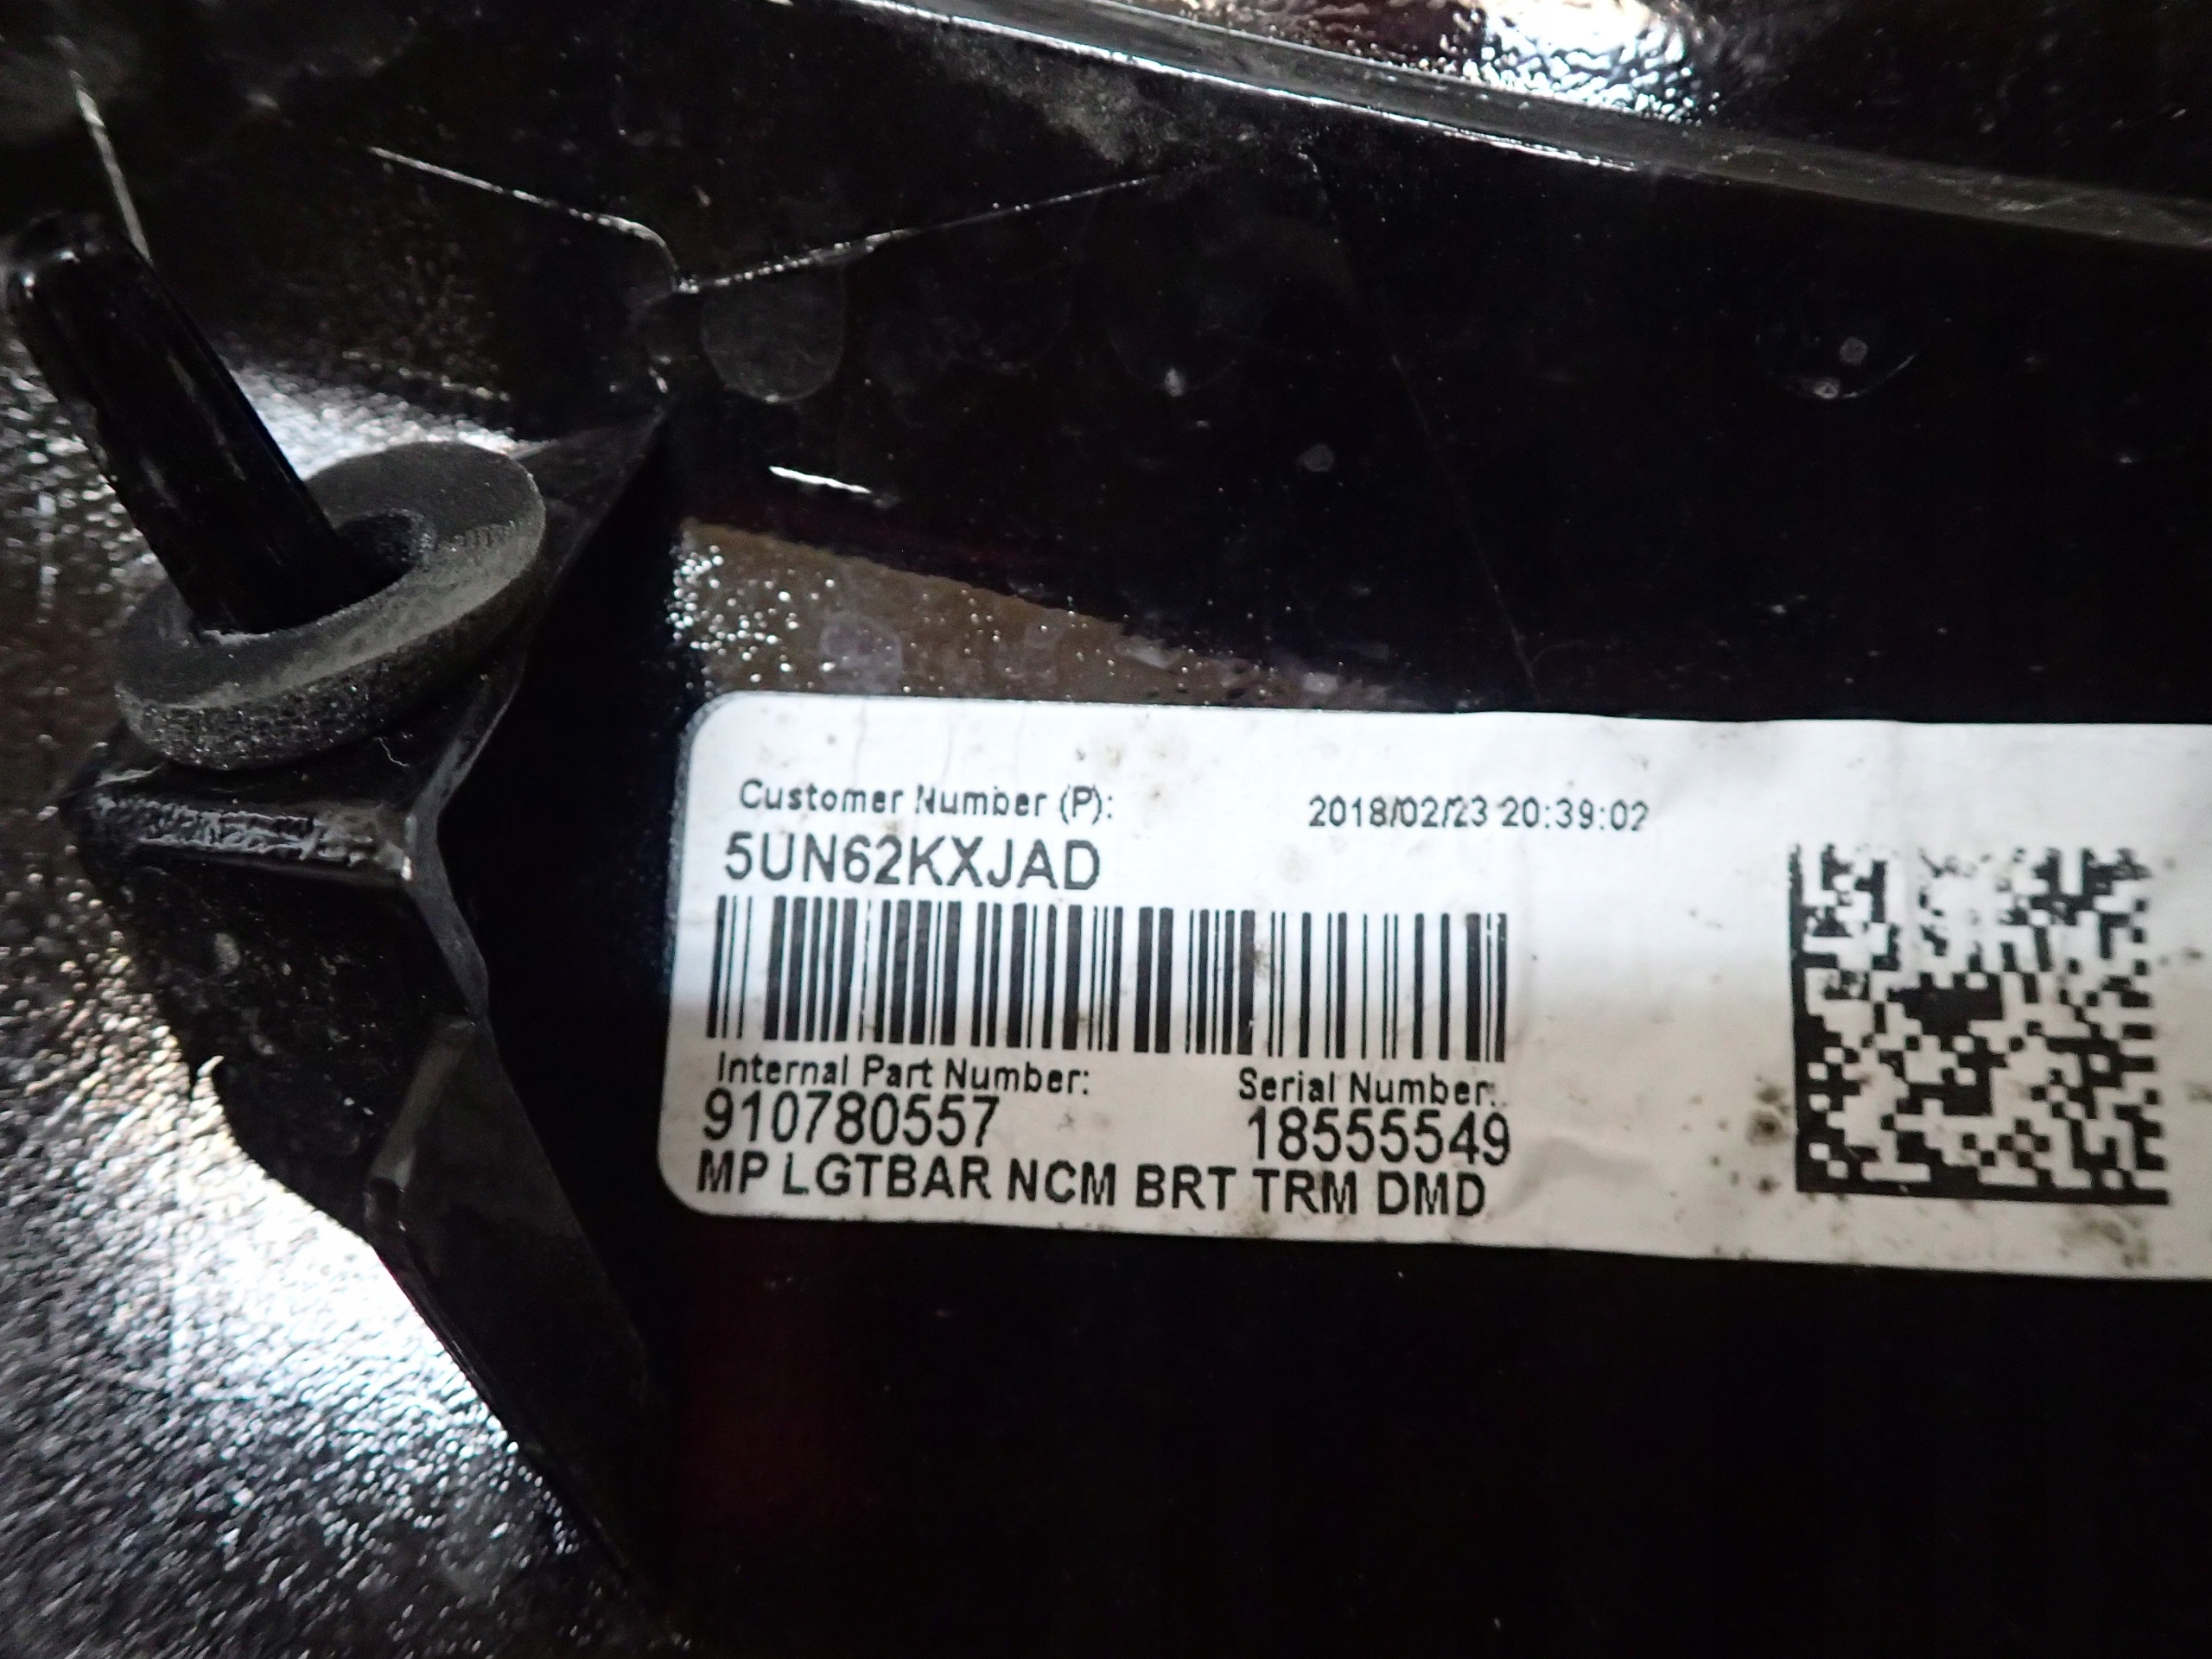 Customer Number (P): 2018/02/23 20:39:02
5UN62KXJAD
Internal Part Number: Serial Number:
910780557 18555549
MP LGTBAR NCM BRT TRM DMD